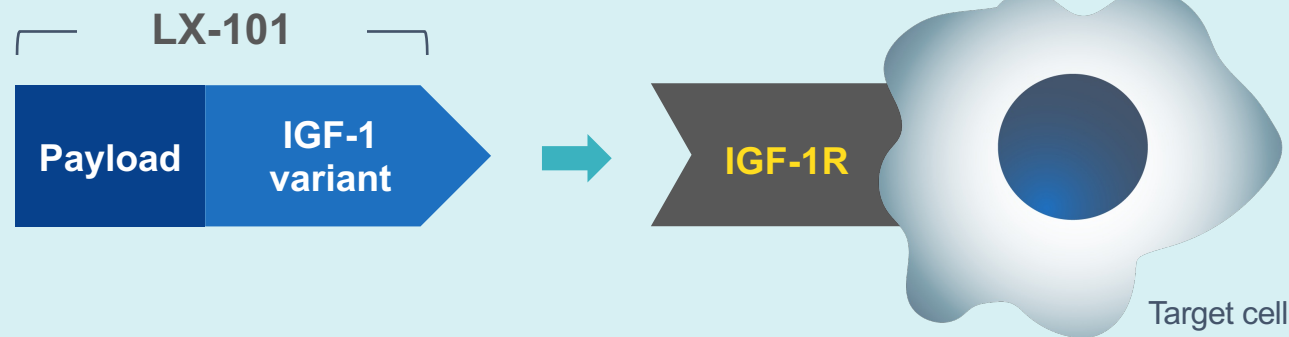 LX-101
Payload
IGF-1
variant
IGF-1R
Target cell